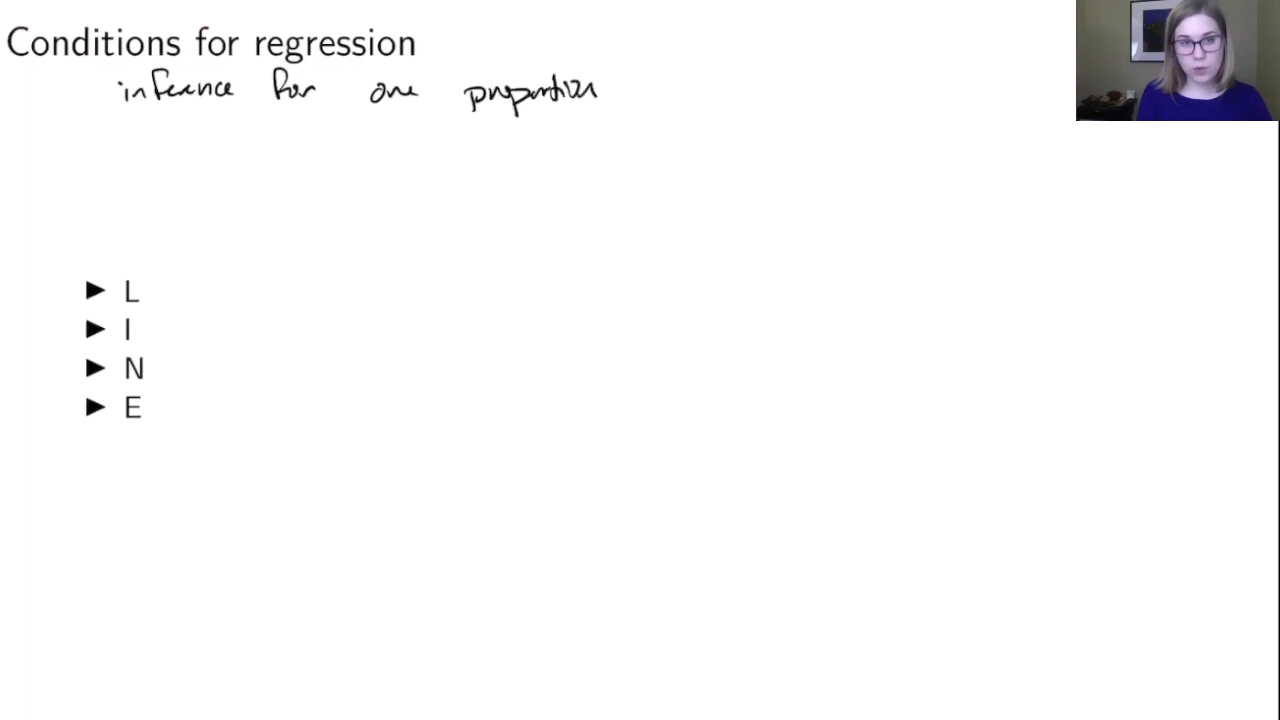 Conditions for regression
inference for one proportion
► L
► I
► N
► E